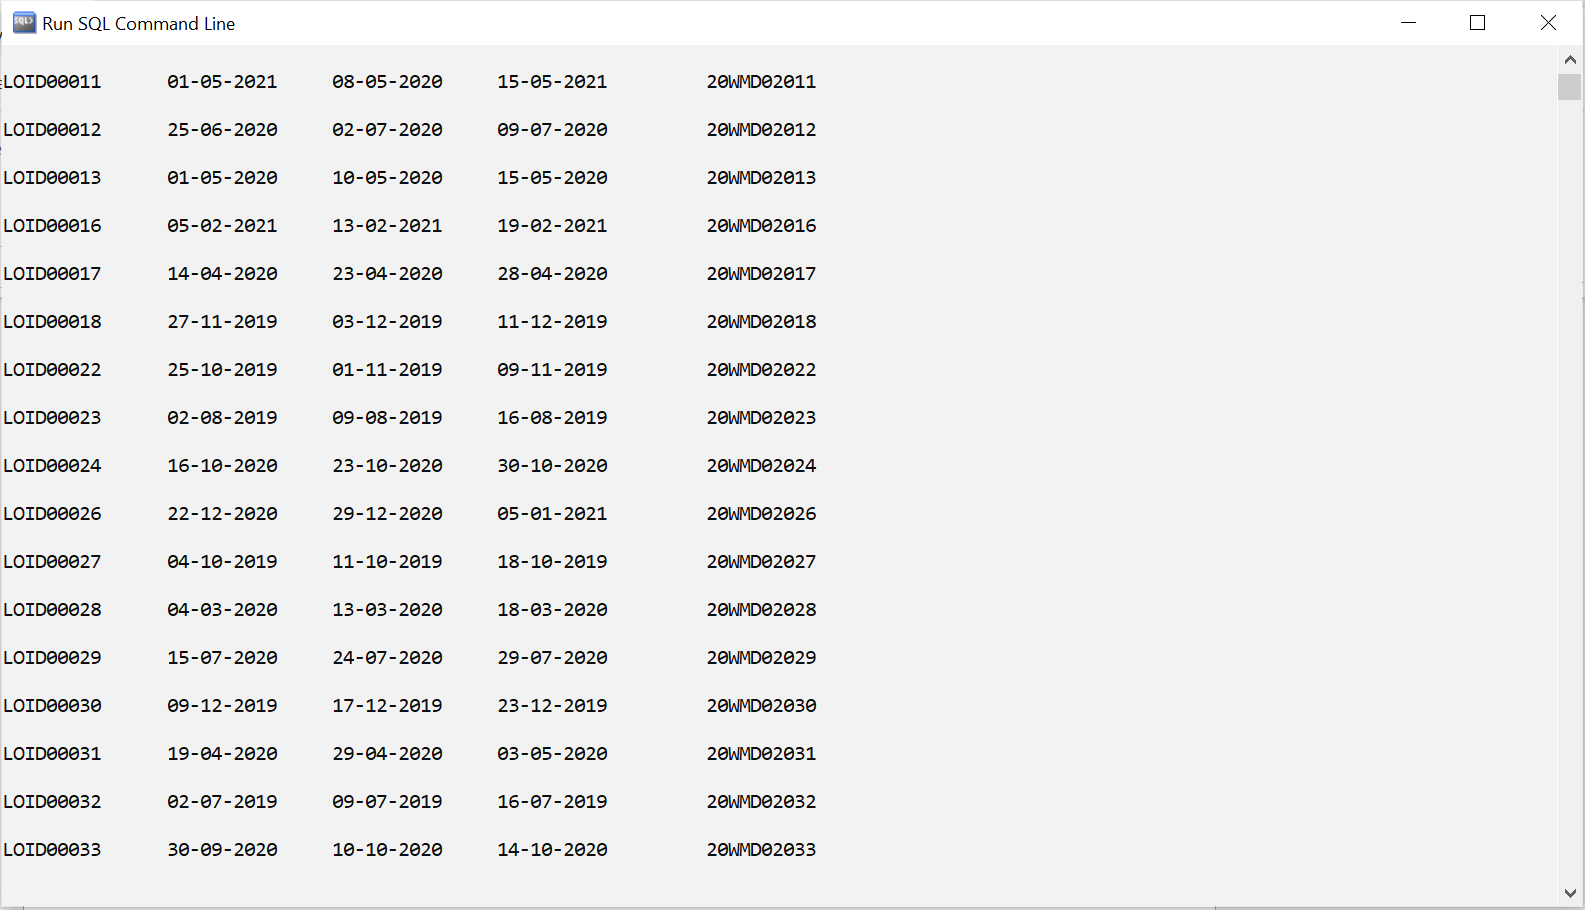 Run SQL Command Line
LOID00011 01-05-2021 08-05-2020 15-05-2021 20WMD02011
LOID00012 25-06-2020 02-07-2020 09-07-2020 20WMD02012
LOID00013 01-05-2020 10-05-2020 15-05-2020 20WMD02013
LOID00016 05-02-2021 13-02-2021 19-02-2021 20WMD02016
LOID00017 14-04-2020 23-04-2020 28-04-2020 20WMD02017
LOID00018 27-11-2019 03-12-2019 11-12-2019 20WMD02018
LOID00022 25-10-2019 01-11-2019 09-11-2019 20WMD02022
LOID00023 02-08-2019 09-08-2019 16-08-2019 20WMD02023
LOID00024 16-10-2020 23-10-2020 30-10-2020 20WMD02024
LOID00026 22-12-2020 29-12-2020 05-01-2021 20WMD02026
LOID00027 04-10-2019 11-10-2019 18-10-2019 20WMD02027
LOID00028 04-03-2020 13-03-2020 18-03-2020 20WMD02028
LOID00029 15-07-2020 24-07-2020 29-07-2020 20WMD02029
LOID00030 09-12-2019 17-12-2019 23-12-2019 20WMD02030
LOID00031 19-04-2020 29-04-2020 03-05-2020 20WMD02031
LOID00032 02-07-2019 09-07-2019 16-07-2019 20WMD02032
LOID00033 30-09-2020 10-10-2020 14-10-2020 20WMD02033